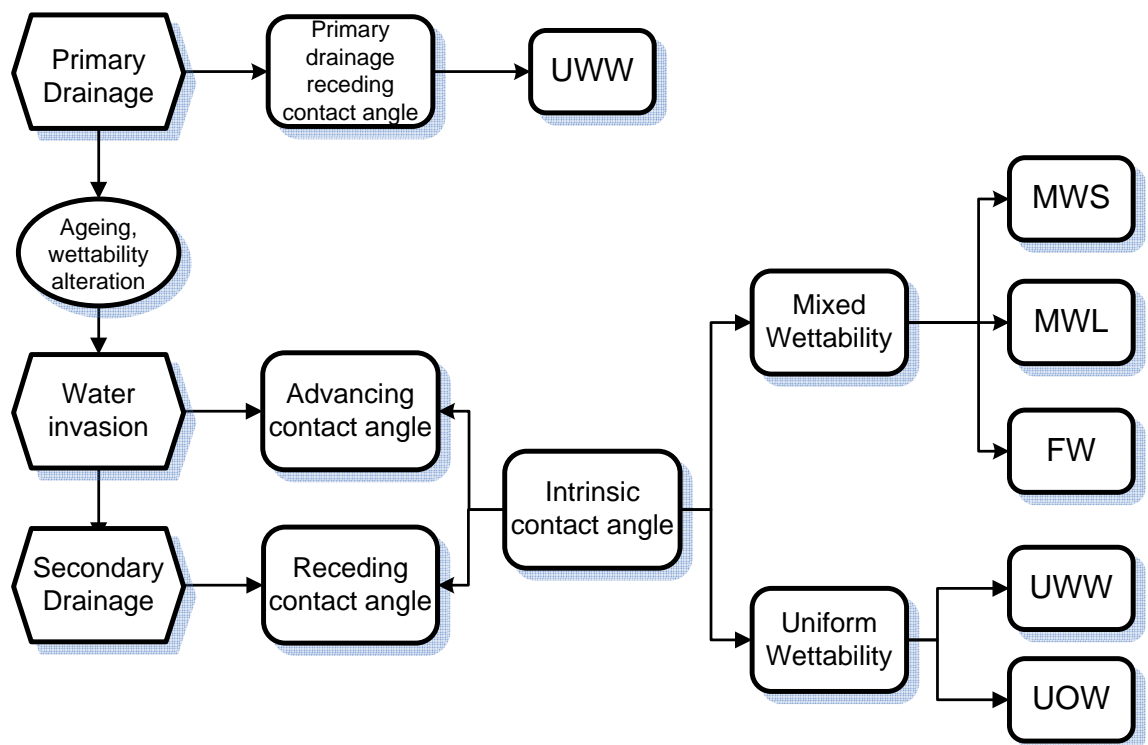 Primary
Drainage
Primary
drainage
receding
contact angle
UWW
Ageing,
wettability
alteration
Water
invasion
Advancing
contact angle
Secondary
Drainage
Receding
contact angle
Intrinsic
contact angle
Mixed
Wettability
MWS
MWL
FW
Uniform
Wettability
UWW
UOW